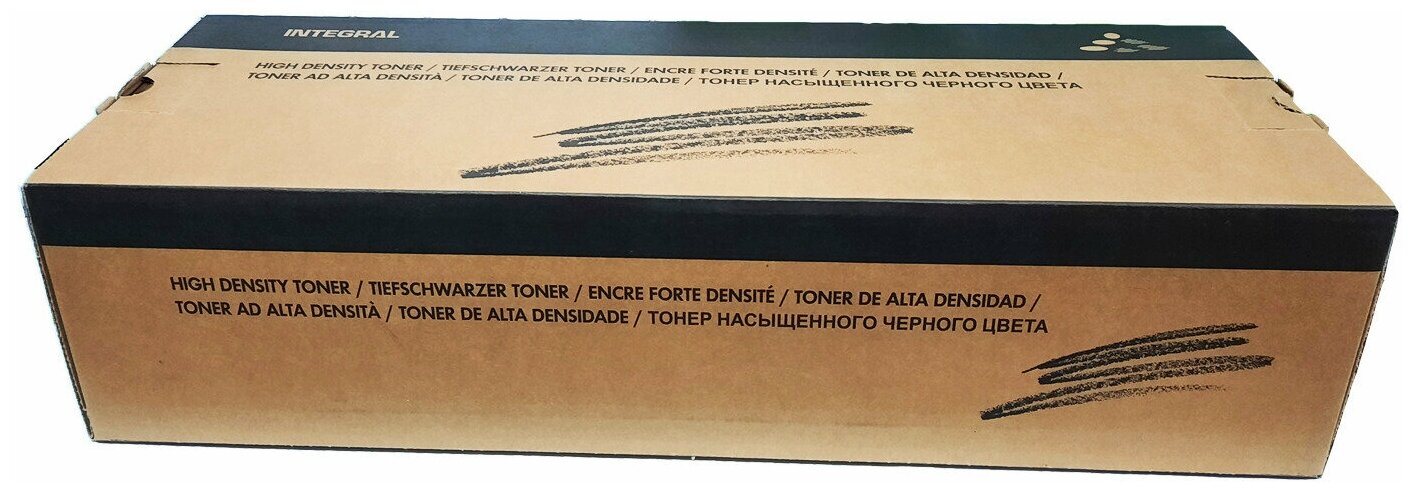 INTEGRAL
HIGH DENSITY TONER / TIEFSCHWARZER TONER / ENCRE FORTE DENSITÉ / TONER DE ALTA DENSIDAD /
TONER AD ALTA DENSITÀ / TONER DE ALTA DENSIDADE / ТОНЕР НАСЫЩЕННОГО ЧЕРНОГО ЦВЕТА
HIGH DENSITY TONER / TIEFSCHWARZER TONER / ENCRE FORTE DENSITÉ / TONER DE ALTA DENSIDAD /
TONER AD ALTA DENSITÀ / TONER DE ALTA DENSIDADE / ТОНЕР НАСЫЩЕННОГО ЧЕРНОГО ЦВЕТА